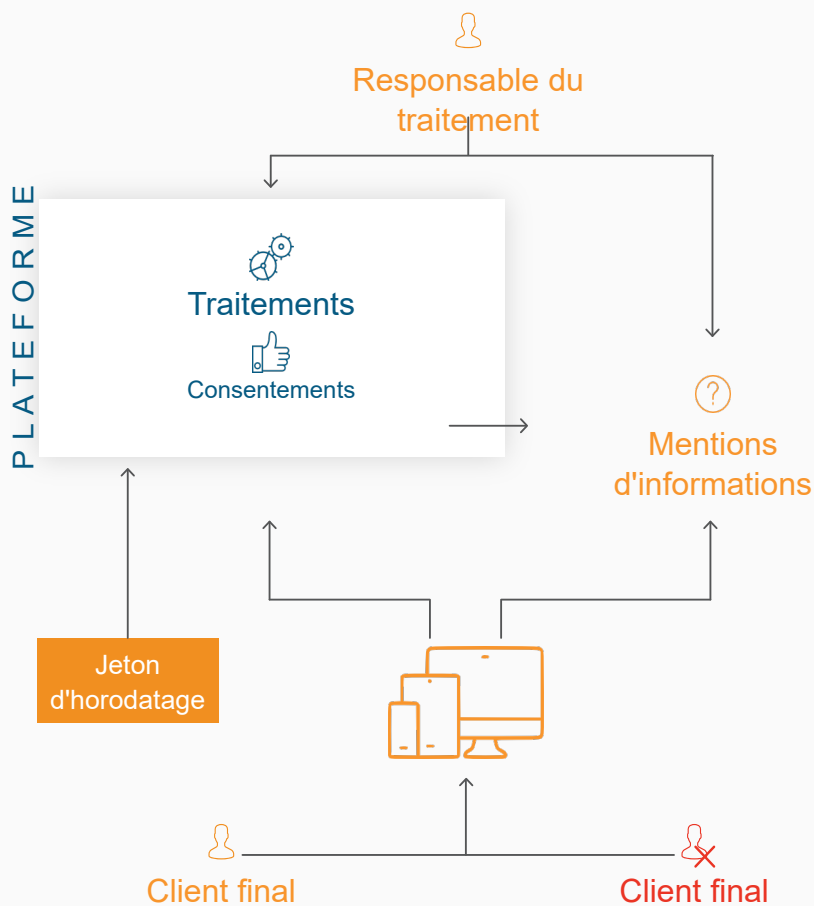 Responsable du
traitement
PLATEFORME
Traitements
Consentements
?
Mentions
d'informations
Jeton
d'horodatage
Client final
Client final